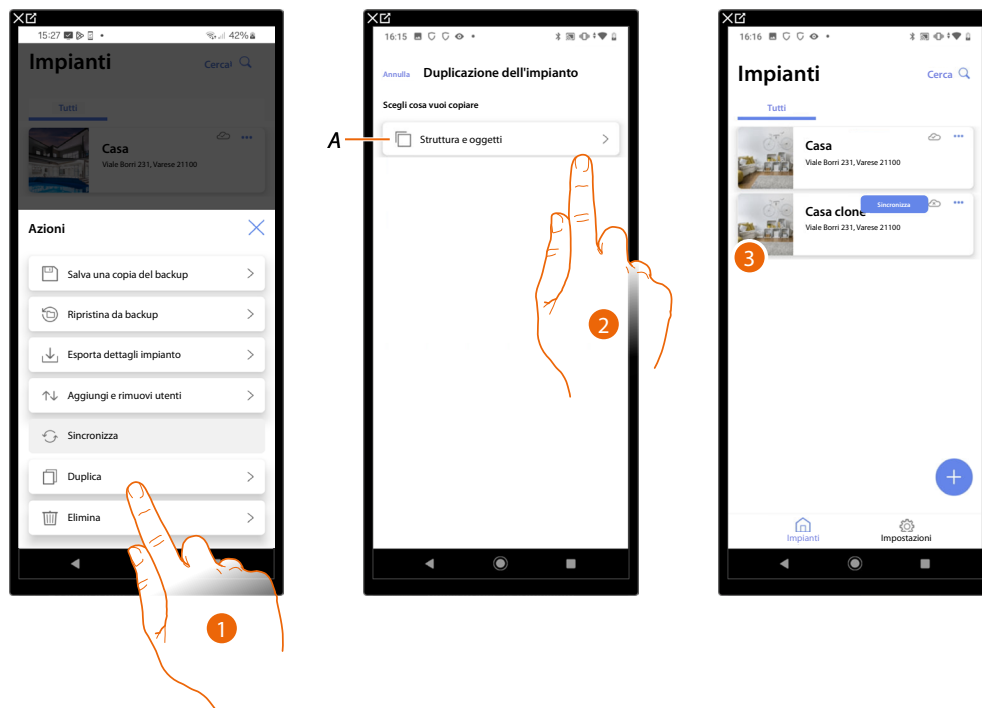 15:27
42%
Impianti
Cerca!
Tutti
Casa
Viale Borri 231, Varese 21100
Azioni
Salva una copia del backup
Ripristina da backup
Esporta dettagli impianto
Aggiungi e rimuovi utenti
Sincronizza
Duplica
Elimina
1
16:15
Annulla Duplicazione dell'impianto
Scegli cosa vuoi copiare
A
Struttura e oggetti
2
16:16
Impianti
Cerca
Tutti
Casa
Viale Borri 231, Varese 21100
Casa clone
Sincronizza
Viale Borri 231, Varese 21100
3
Impianti
Impostazioni